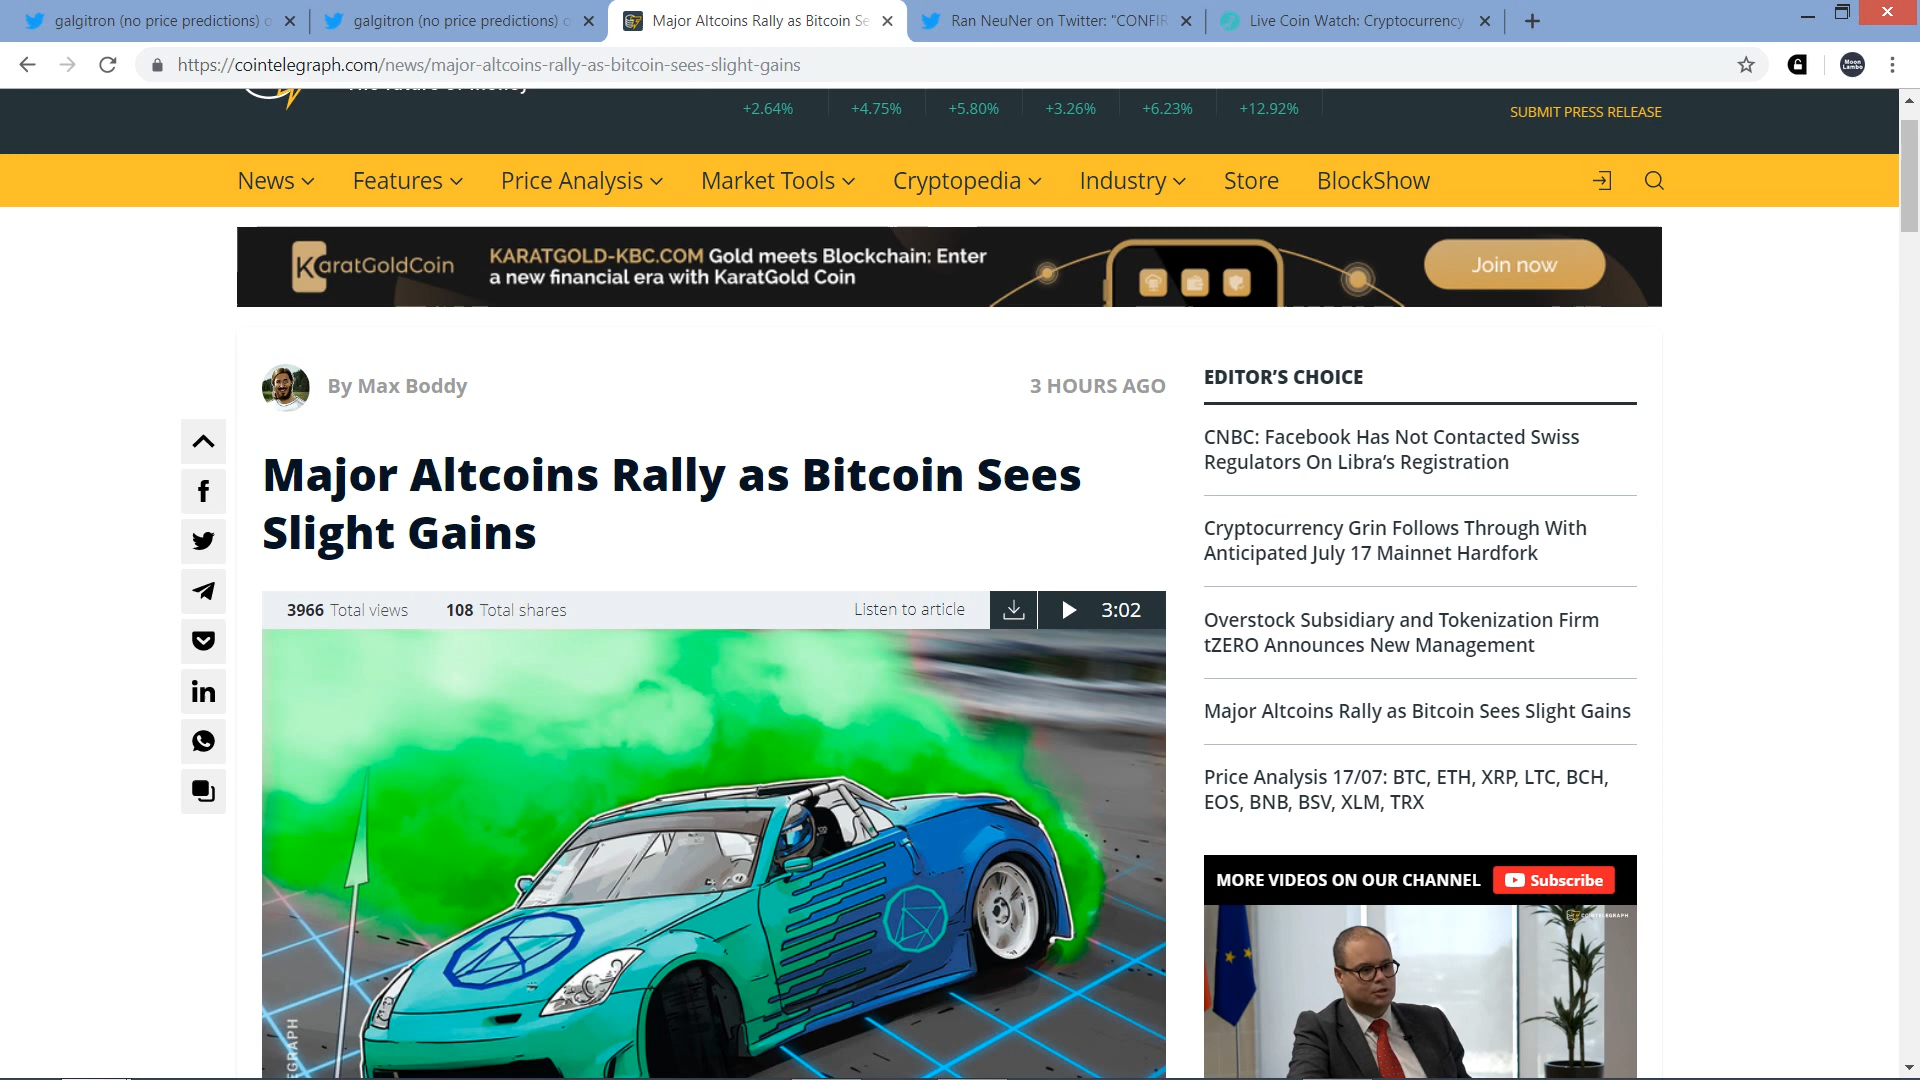 galgitron (no price predictions) o
galgitron (no price predictions) o
Major Altcoins Rally as Bitcoin Se
Ran NeuNer on Twitter: "CONFIR
Live Coin Watch: Cryptocurrency
https://cointelegraph.com/news/major-altcoins-rally-as-bitcoin-sees-slight-gains
Moon Lambo
The future of money
+2.64% +4.75% +5.80% +3.26% +6.23% +12.92%
SUBMIT PRESS RELEASE
News Features Price Analysis Market Tools Cryptopedia Industry Store BlockShow
KaratGoldCoin
KARATGOLD-KBC.COM Gold meets Blockchain: Enter
a new financial era with KaratGold Coin
Join now
By Max Boddy
3 HOURS AGO
Major Altcoins Rally as Bitcoin Sees
Slight Gains
3966 Total views 108 Total shares Listen to article 3:02
EGRAPH
EDITOR’S CHOICE
CNBC: Facebook Has Not Contacted Swiss
Regulators On Libra’s Registration
Cryptocurrency Grin Follows Through With
Anticipated July 17 Mainnet Hardfork
Overstock Subsidiary and Tokenization Firm
tZERO Announces New Management
Major Altcoins Rally as Bitcoin Sees Slight Gains
Price Analysis 17/07: BTC, ETH, XRP, LTC, BCH,
EOS, BNB, BSV, XLM, TRX
MORE VIDEOS ON OUR CHANNEL
Subscribe
COINTELEGRAPH